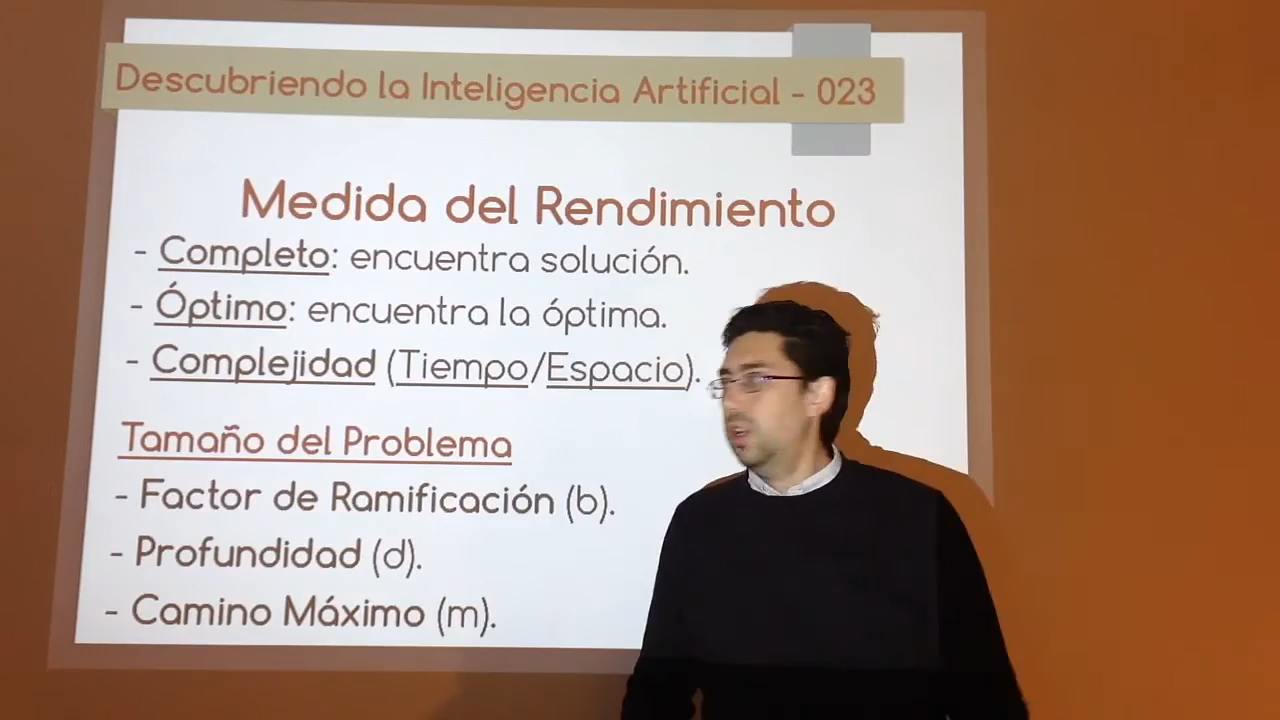 Descubriendo la Inteligencia Artificial - 023
Medida del Rendimiento
- Completo: encuentra solución.
- Óptimo: encuentra la óptima.
- Complejidad (Tiempo/Espacio).
Tamaño del Problema
- Factor de Ramificación (b).
- Profundidad (d).
- Camino Máximo (m).